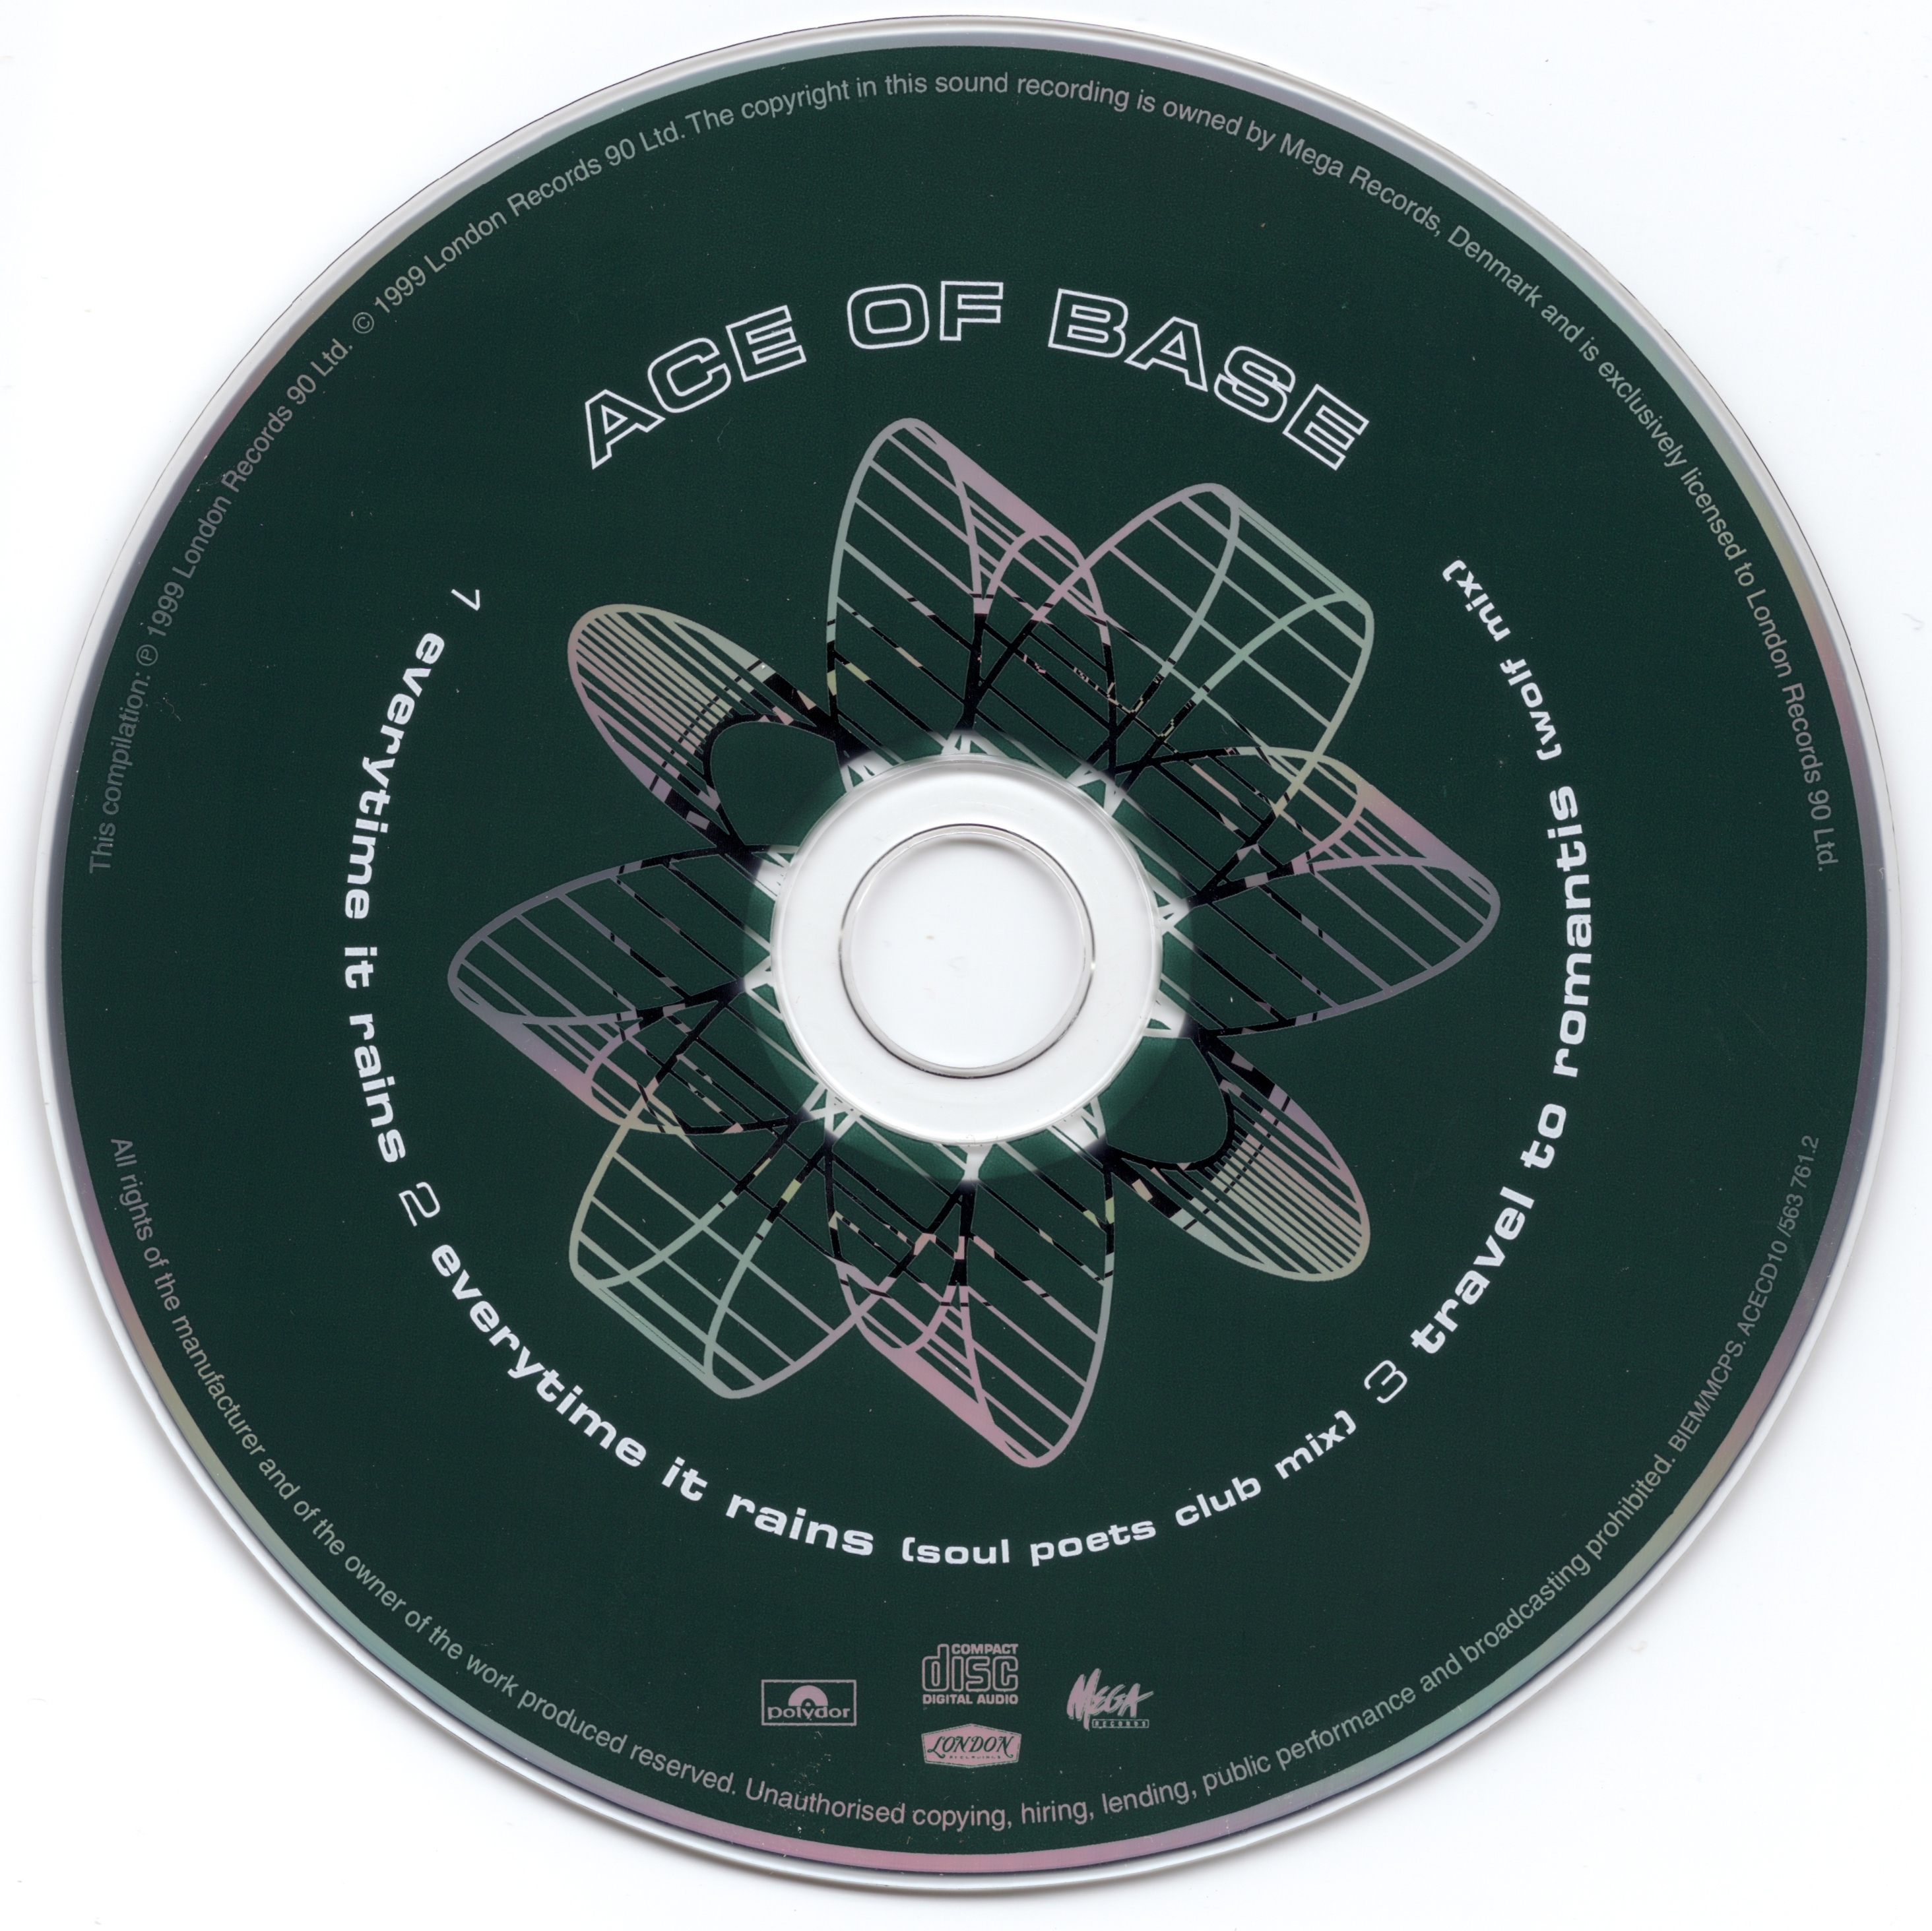 This compilation: ℗ 1999 London Records 90 Ltd. © 1999 London Records 90 Ltd. The copyright in this sound recording is owned by Mega Records, Denmark and is exclusively licensed to London Records 90 Ltd.
ACE OF BASE
1 everytime it rains 2 everytime it rains (soul poets club mix) 3 travel to romantis (wolf mix)
polydor
COMPACT
disc
DIGITAL AUDIO
MEGA
RECORDS
LONDON
All rights of the manufacturer and of the owner of the work produced reserved. Unauthorised copying, hiring, lending, public performance and broadcasting prohibited. BIEM/MCPS. ACECD10 /563 761.2